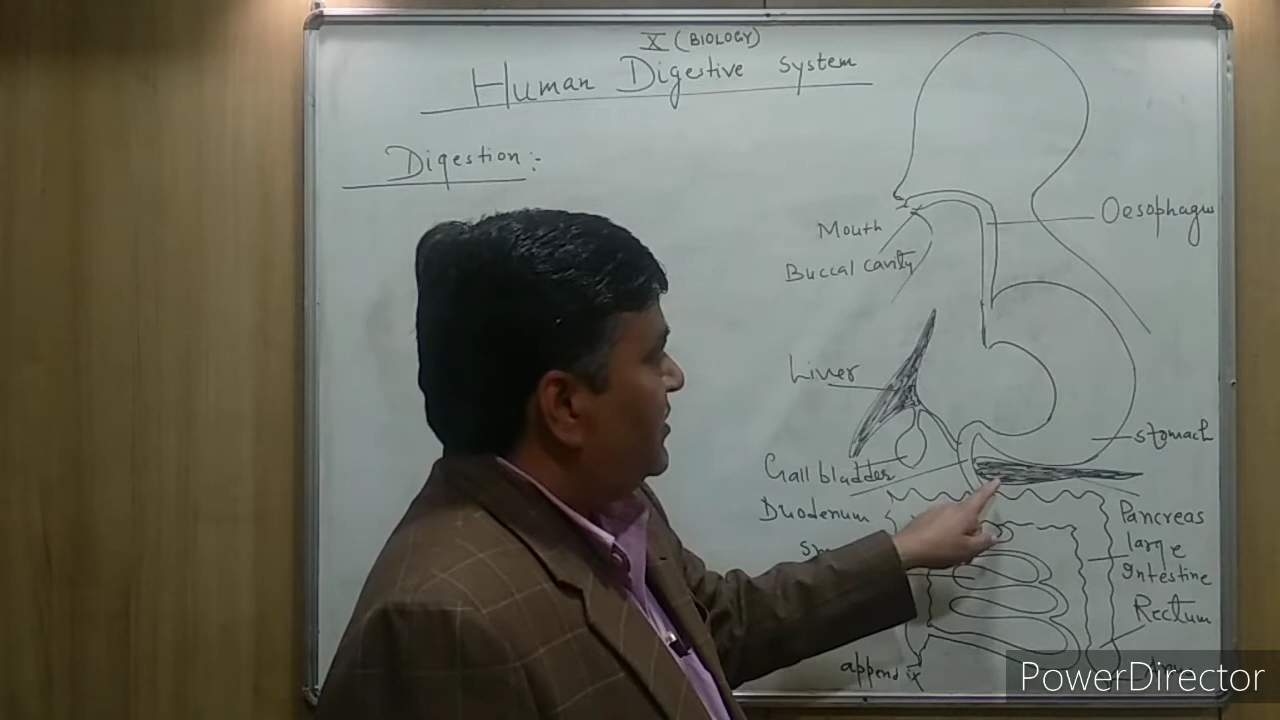 X (BIOLOGY)
Human Digestive System
Digestion :-
Mouth
Oesophagus
Buccal cavity
Liver
Stomach
Gall bladder
Duodenum
Pancreas
large
Intestine
Rectum
appendix
PowerDirector